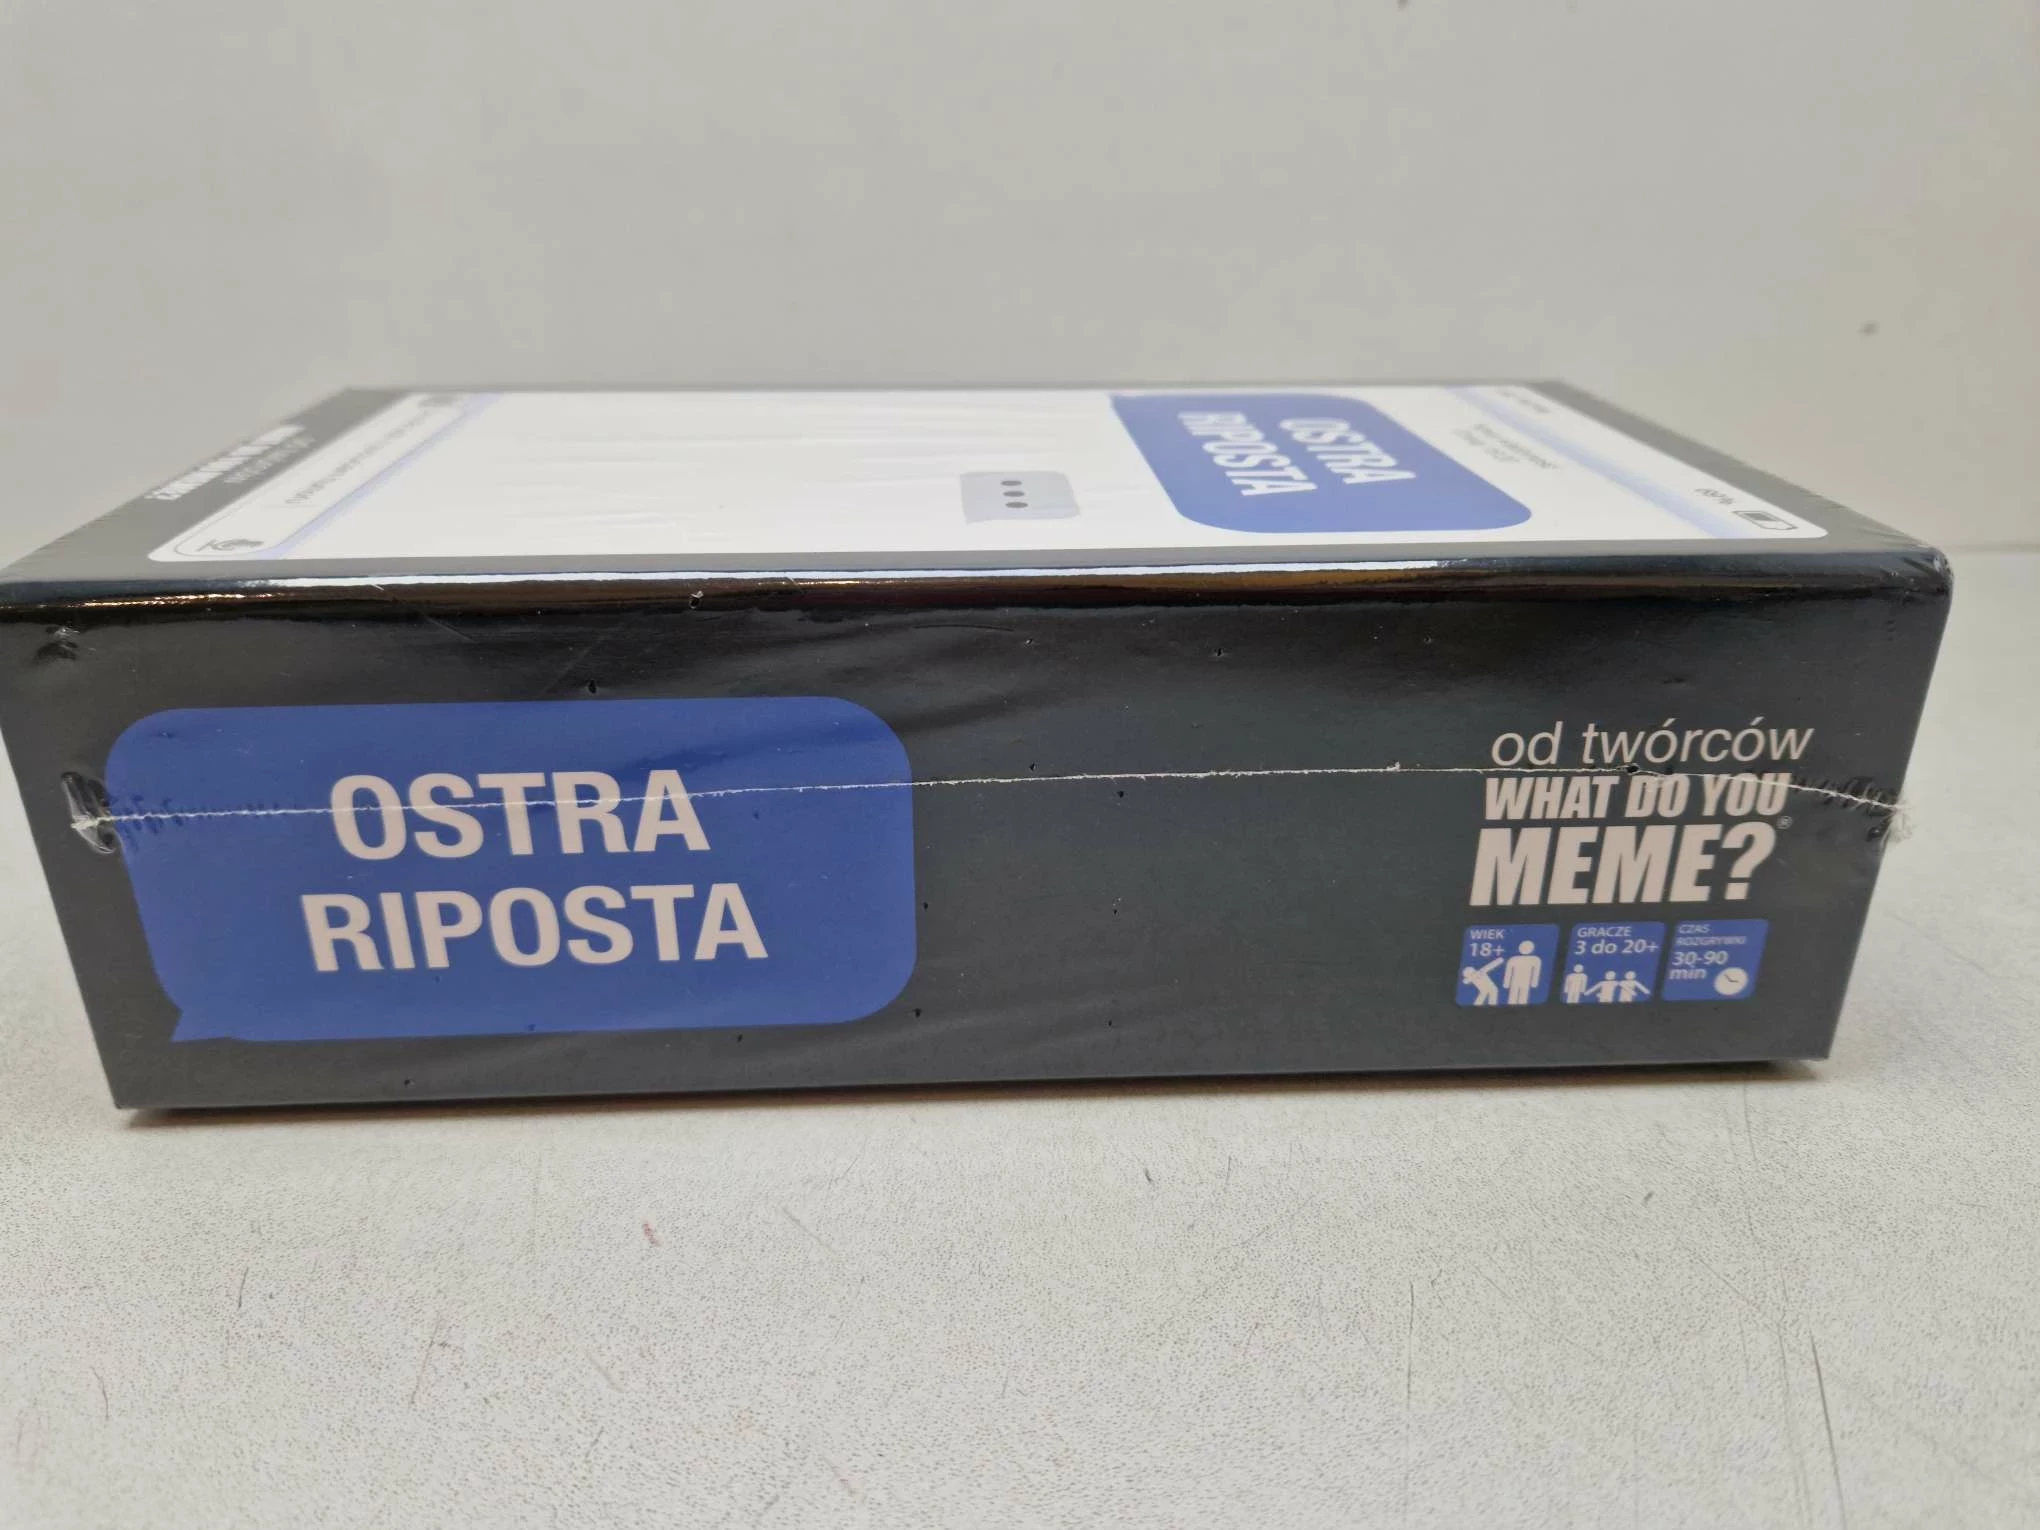 OSTRA
RIPOSTA
69%
OSTRA
RIPOSTA
od twórców
WHAT DO YOU
MEME?®
WIEK
18+
GRACZE
3 do 20+
CZAS
ROZGRYWKI
30-90
min